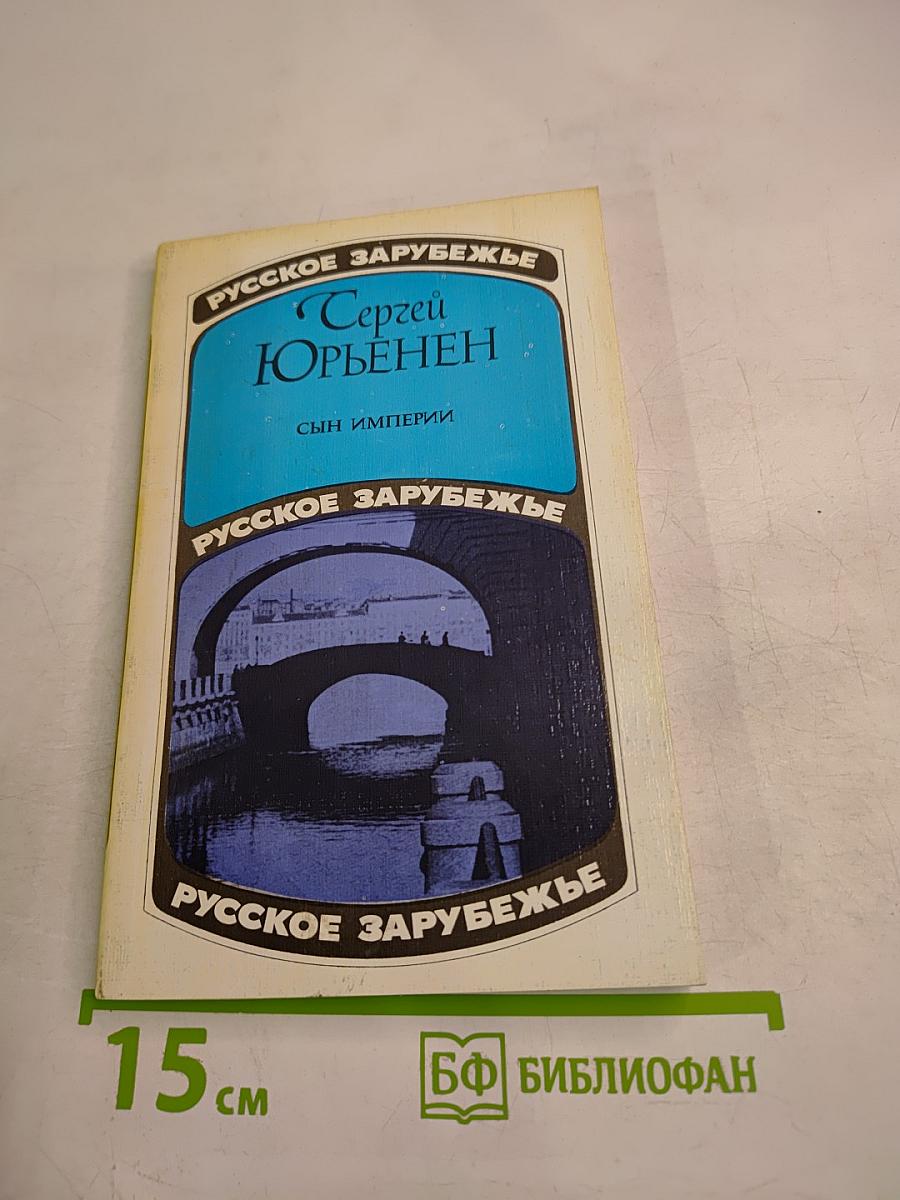 РУССКОЕ ЗАРУБЕЖЬЕ
Сергей
ЮРЬЕНЕН
СЫН ИМПЕРИИ
РУССКОЕ ЗАРУБЕЖЬЕ
РУССКОЕ ЗАРУБЕЖЬЕ
15 см
БФ БИБЛИОФАН